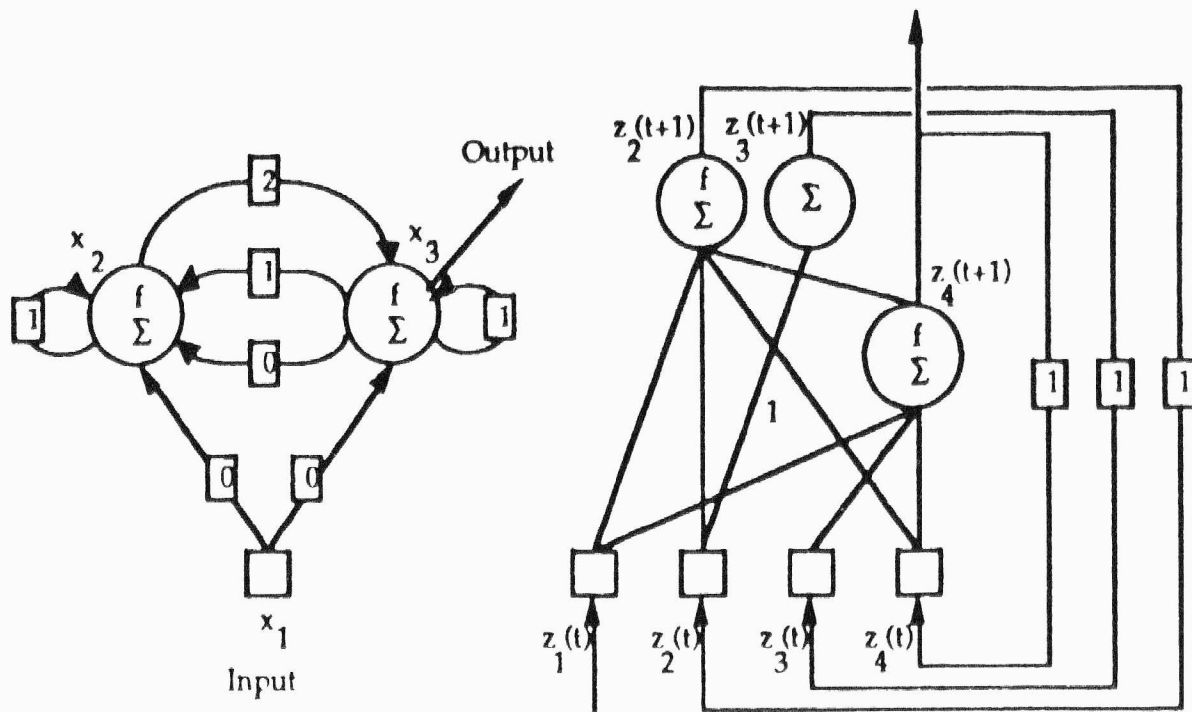 Output
2
x2
x3
1
f
Σ
1
0
f
Σ
1
0
0
x1
Input
z2(t+1)
z3(t+1)
f
Σ
Σ
z4(t+1)
f
Σ
1
1
1
1
z1(t)
z2(t)
z3(t)
z4(t)